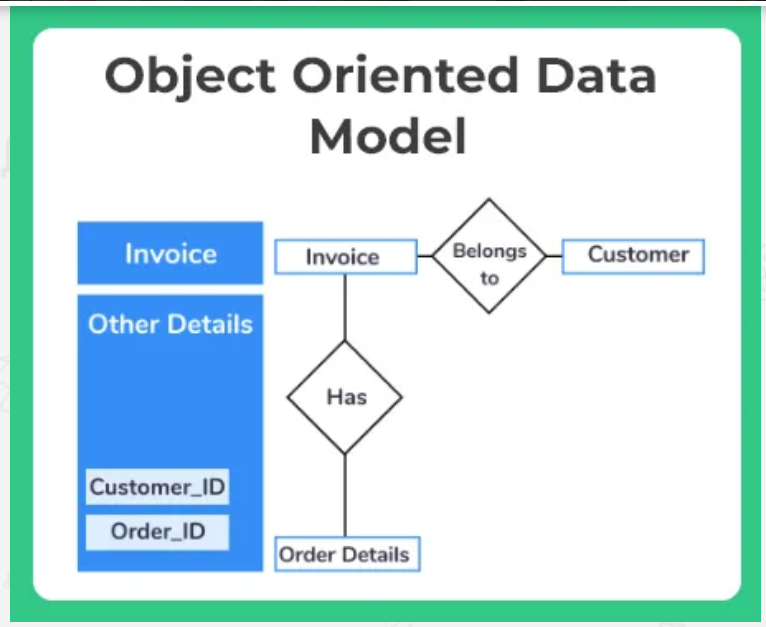 Object Oriented Data
Model
Invoice
Other Details
Customer_ID
Order_ID
Invoice
Belongs
to
Customer
Has
Order Details